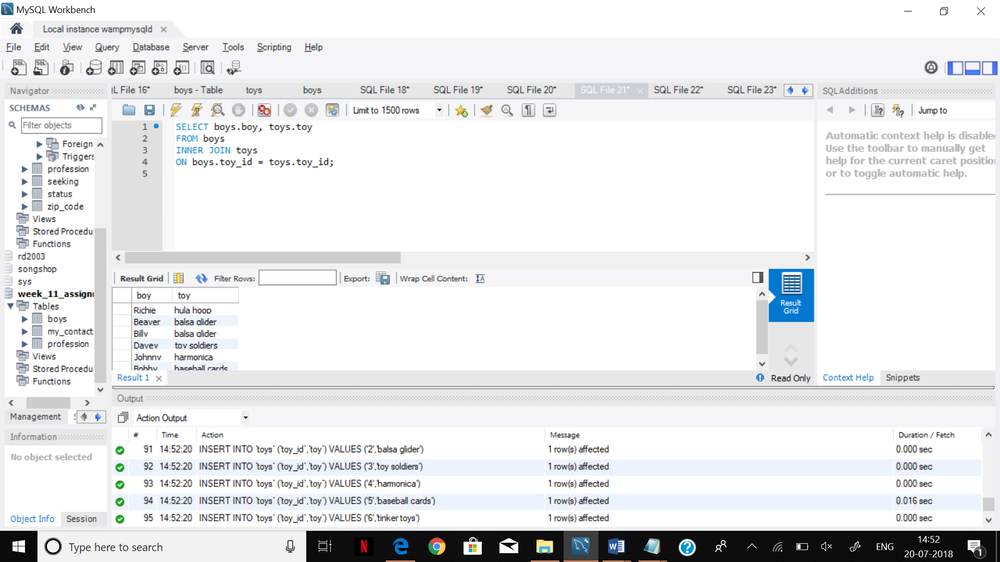 MySQL Workbench
Local instance wampmysqld
File Edit View Query Database Server Tools Scripting Help
Navigator
SCHEMAS
Filter objects
Foreign
Triggers
profession
seeking
status
zip_code
Views
Stored Procedu
Functions
rd2003
songshop
sys
week_11_assign
Tables
boys
my_contact
profession
Views
Stored Procedu
Functions
Management
Information
No object selected
Object Info Session
L File 16* boys - Table toys boys SQL File 18* SQL File 19* SQL File 20* SQL File 21* SQL File 22* SQL File 23*
Limit to 1500 rows
1 SELECT boys.boy, toys.toy
2 FROM boys
3 INNER JOIN toys
4 ON boys.toy_id = toys.toy_id;
5
Result Grid Filter Rows: Export: Wrap Cell Content:
boy toy
Richie hula hoop
Beaver balsa glider
Billy balsa glider
Davey toy soldiers
Johnny harmonica
Bobby baseball cards
Result
Grid
Result 1
Read Only
SQLAdditions
Jump to
Automatic context help is disable
Use the toolbar to manually get
help for the current caret positio
or to toggle automatic help.
Context Help Snippets
Output
Action Output
# Time Action Message Duration / Fetch
91 14:52:20 INSERT INTO `toys` (`toy_id`,`toy`) VALUES ('2','balsa glider') 1 row(s) affected 0.000 sec
92 14:52:20 INSERT INTO `toys` (`toy_id`,`toy`) VALUES ('3','toy soldiers') 1 row(s) affected 0.000 sec
93 14:52:20 INSERT INTO `toys` (`toy_id`,`toy`) VALUES ('4','harmonica') 1 row(s) affected 0.000 sec
94 14:52:20 INSERT INTO `toys` (`toy_id`,`toy`) VALUES ('5','baseball cards') 1 row(s) affected 0.016 sec
95 14:52:20 INSERT INTO `toys` (`toy_id`,`toy`) VALUES ('6','tinker toys') 1 row(s) affected 0.000 sec
Type here to search
ENG
14:52
20-07-2018
1